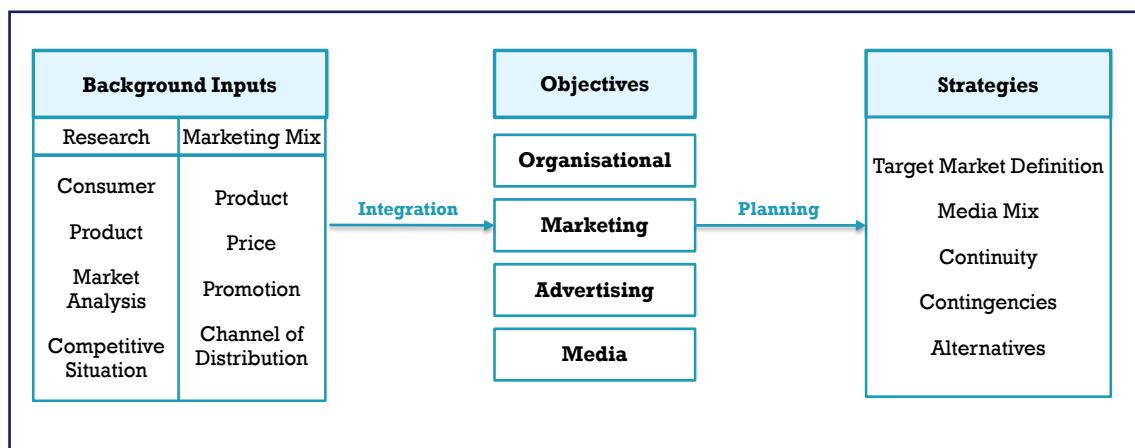 Background Inputs
Research
Marketing Mix
Consumer
Product
Market
Analysis
Competitive
Situation
Product
Price
Promotion
Channel of
Distribution
Integration
Objectives
Organisational
Marketing
Advertising
Media
Planning
Strategies
Target Market Definition
Media Mix
Continuity
Contingencies
Alternatives